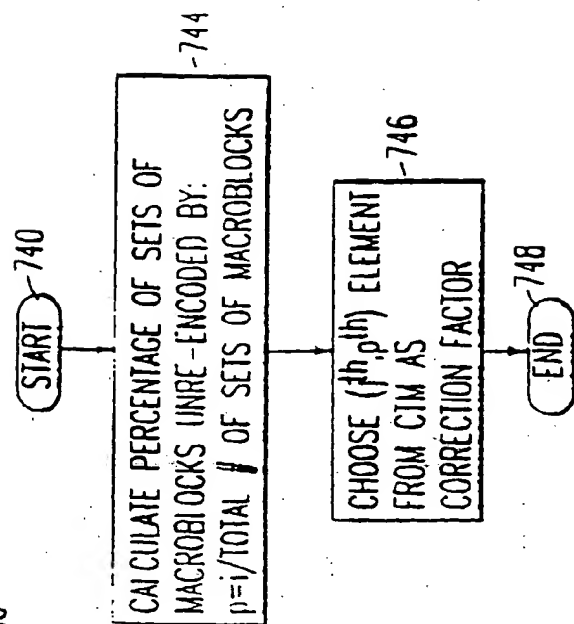 START
740
CALCULATE PERCENTAGE OF SETS OF
MACROBLOCKS UNRE-ENCODED BY:
p=i/TOTAL # OF SETS OF MACROBLOCKS
744
CHOOSE (jth,pth) ELEMENT
FROM CIM AS
CORRECTION FACTOR
746
END
748